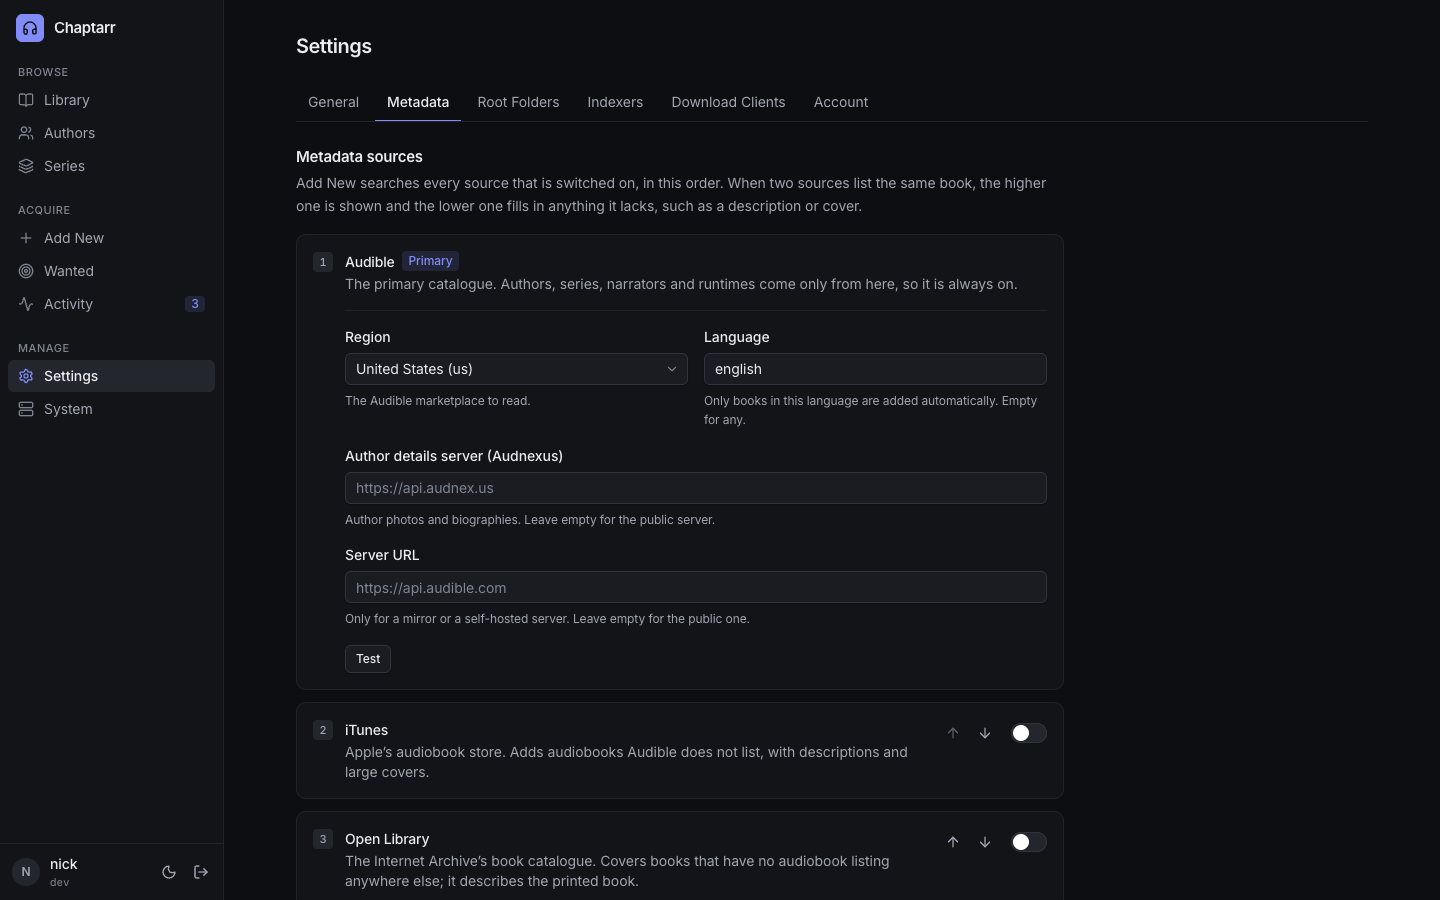 Chaptarr
BROWSE
Library
Authors
Series
ACQUIRE
Add New
Wanted
Activity
3
MANAGE
Settings
System
N
nick
dev
Settings
General
Metadata
Root Folders
Indexers
Download Clients
Account
Metadata sources
Add New searches every source that is switched on, in this order. When two sources list the same book, the higher
one is shown and the lower one fills in anything it lacks, such as a description or cover.
1
Audible
Primary
The primary catalogue. Authors, series, narrators and runtimes come only from here, so it is always on.
Region
United States (us)
The Audible marketplace to read.
Language
english
Only books in this language are added automatically. Empty
for any.
Author details server (Audnexus)
https://api.audnex.us
Author photos and biographies. Leave empty for the public server.
Server URL
https://api.audible.com
Only for a mirror or a self-hosted server. Leave empty for the public one.
Test
2
iTunes
Apple’s audiobook store. Adds audiobooks Audible does not list, with descriptions and
large covers.
3
Open Library
The Internet Archive’s book catalogue. Covers books that have no audiobook listing
anywhere else; it describes the printed book.